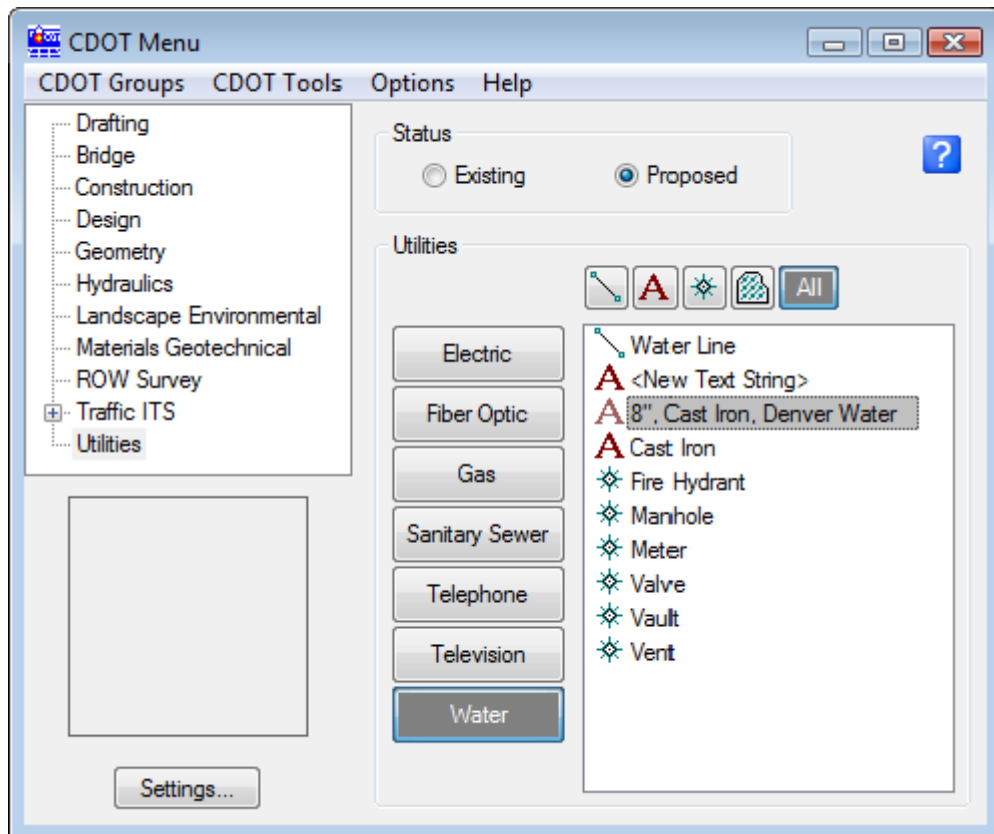 CDOT Menu
CDOT Groups CDOT Tools Options Help
Drafting
Bridge
Construction
Design
Geometry
Hydraulics
Landscape Environmental
Materials Geotechnical
ROW Survey
Traffic ITS
Utilities
Settings...
Status
Existing Proposed
?
Utilities
A All
Electric
Fiber Optic
Gas
Sanitary Sewer
Telephone
Television
Water
Water Line
A <New Text String>
A 8", Cast Iron, Denver Water
A Cast Iron
Fire Hydrant
Manhole
Meter
Valve
Vault
Vent